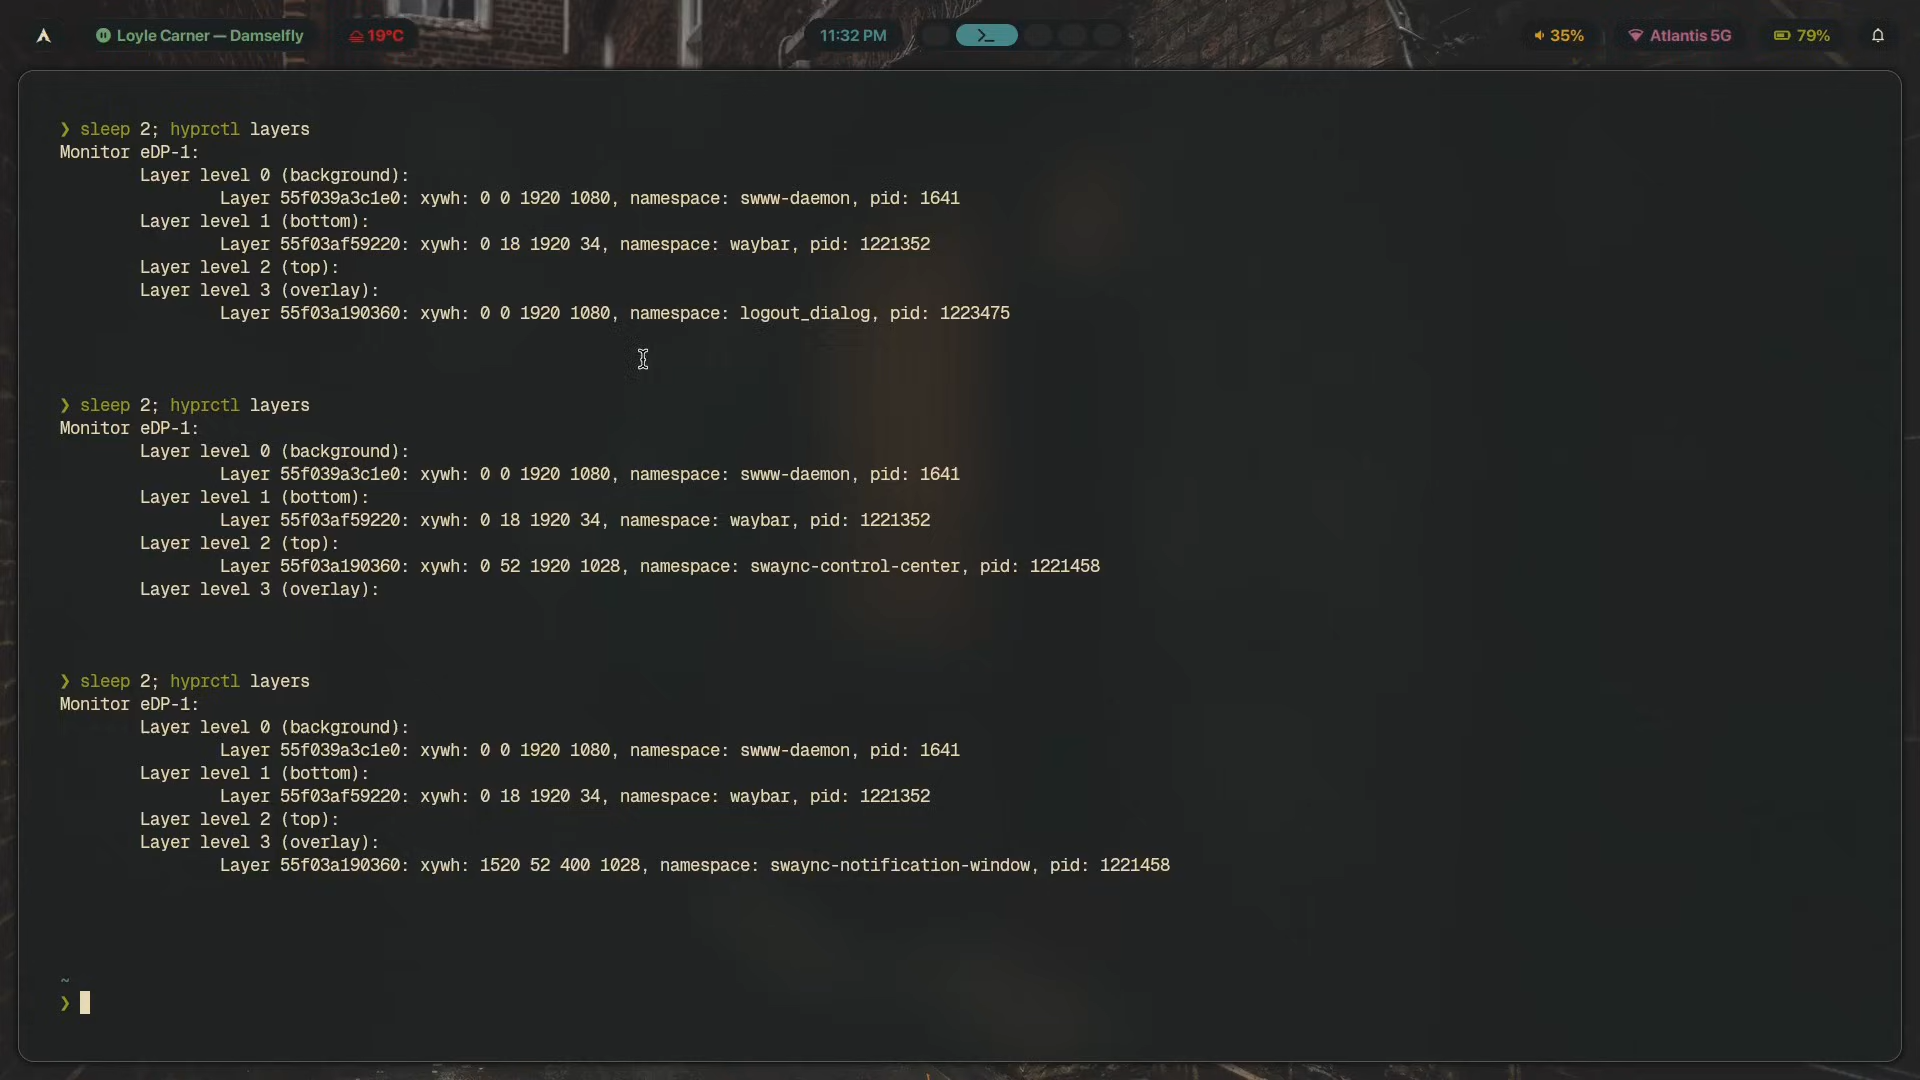 Loyle Carner — Damselfly 19°C 11:32 PM 35% Atlantis 5G 79%
❯ sleep 2; hyprctl layers
Monitor eDP-1:
Layer level 0 (background):
Layer 55f039a3c1e0: xywh: 0 0 1920 1080, namespace: swww-daemon, pid: 1641
Layer level 1 (bottom):
Layer 55f03af59220: xywh: 0 18 1920 34, namespace: waybar, pid: 1221352
Layer level 2 (top):
Layer level 3 (overlay):
Layer 55f03a190360: xywh: 0 0 1920 1080, namespace: logout_dialog, pid: 1223475
❯ sleep 2; hyprctl layers
Monitor eDP-1:
Layer level 0 (background):
Layer 55f039a3c1e0: xywh: 0 0 1920 1080, namespace: swww-daemon, pid: 1641
Layer level 1 (bottom):
Layer 55f03af59220: xywh: 0 18 1920 34, namespace: waybar, pid: 1221352
Layer level 2 (top):
Layer 55f03a190360: xywh: 0 52 1920 1028, namespace: swaync-control-center, pid: 1221458
Layer level 3 (overlay):
❯ sleep 2; hyprctl layers
Monitor eDP-1:
Layer level 0 (background):
Layer 55f039a3c1e0: xywh: 0 0 1920 1080, namespace: swww-daemon, pid: 1641
Layer level 1 (bottom):
Layer 55f03af59220: xywh: 0 18 1920 34, namespace: waybar, pid: 1221352
Layer level 2 (top):
Layer level 3 (overlay):
Layer 55f03a190360: xywh: 1520 52 400 1028, namespace: swaync-notification-window, pid: 1221458
~
❯